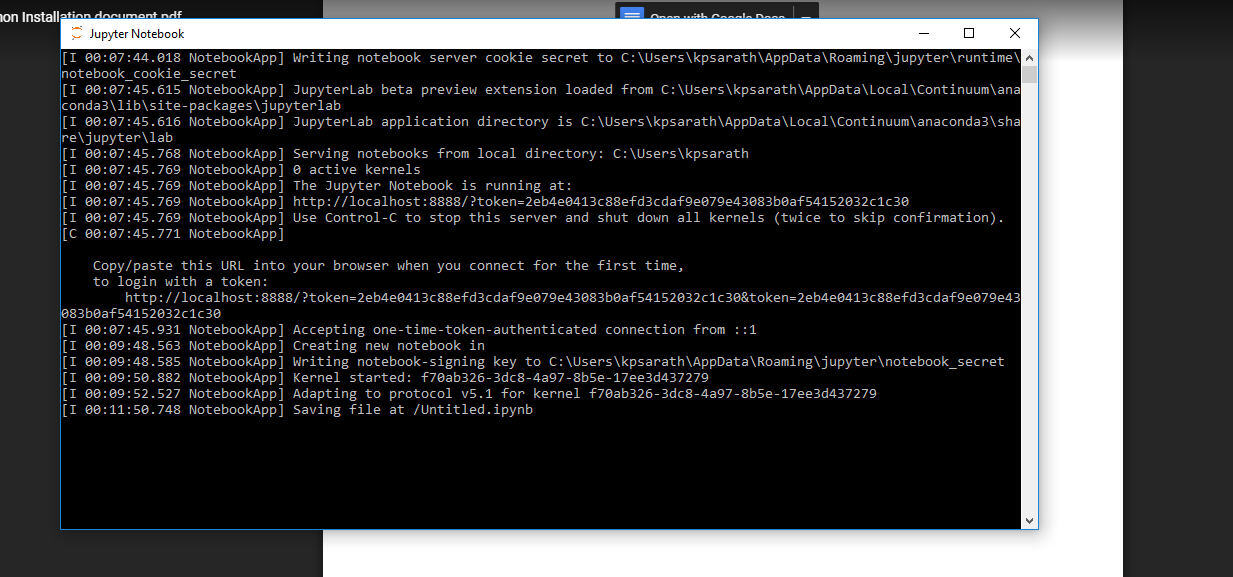 non Installation document.pdf
Open with Google Docs
Jupyter Notebook
[I 00:07:44.018 NotebookApp] Writing notebook server cookie secret to C:\Users\kpsarath\AppData\Roaming\jupyter\runtime\
notebook_cookie_secret
[I 00:07:45.615 NotebookApp] JupyterLab beta preview extension loaded from C:\Users\kpsarath\AppData\Local\Continuum\ana
conda3\lib\site-packages\jupyterlab
[I 00:07:45.616 NotebookApp] JupyterLab application directory is C:\Users\kpsarath\AppData\Local\Continuum\anaconda3\sha
re\jupyter\lab
[I 00:07:45.768 NotebookApp] Serving notebooks from local directory: C:\Users\kpsarath
[I 00:07:45.769 NotebookApp] 0 active kernels
[I 00:07:45.769 NotebookApp] The Jupyter Notebook is running at:
[I 00:07:45.769 NotebookApp] http://localhost:8888/?token=2eb4e0413c88efd3cdaf9e079e43083b0af54152032c1c30
[I 00:07:45.769 NotebookApp] Use Control-C to stop this server and shut down all kernels (twice to skip confirmation).
[C 00:07:45.771 NotebookApp]
Copy/paste this URL into your browser when you connect for the first time,
to login with a token:
http://localhost:8888/?token=2eb4e0413c88efd3cdaf9e079e43083b0af54152032c1c30&token=2eb4e0413c88efd3cdaf9e079e43
083b0af54152032c1c30
[I 00:07:45.931 NotebookApp] Accepting one-time-token-authenticated connection from ::1
[I 00:09:48.563 NotebookApp] Creating new notebook in
[I 00:09:48.585 NotebookApp] Writing notebook-signing key to C:\Users\kpsarath\AppData\Roaming\jupyter\notebook_secret
[I 00:09:50.882 NotebookApp] Kernel started: f70ab326-3dc8-4a97-8b5e-17ee3d437279
[I 00:09:52.527 NotebookApp] Adapting to protocol v5.1 for kernel f70ab326-3dc8-4a97-8b5e-17ee3d437279
[I 00:11:50.748 NotebookApp] Saving file at /Untitled.ipynb